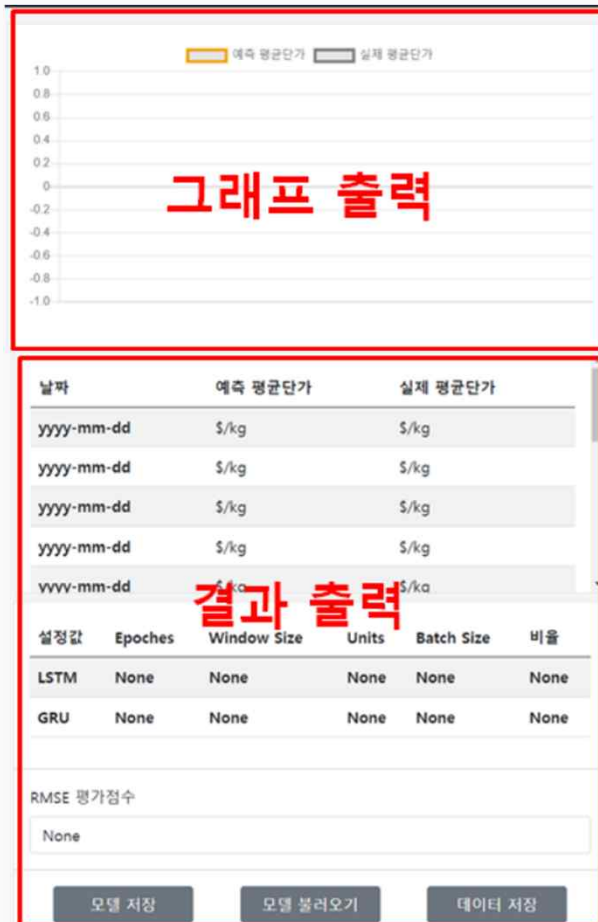 예측 평균단가 실제 평균단가
1.0
0.8
0.6
0.4
0.2
0
-0.2
-0.4
-0.6
-0.8
-1.0
그래프 출력
날짜 예측 평균단가 실제 평균단가
yyyy-mm-dd $/kg $/kg
yyyy-mm-dd $/kg $/kg
yyyy-mm-dd $/kg $/kg
yyyy-mm-dd $/kg $/kg
yyyy-mm-dd $/kg $/kg
결과 출력
설정값 Epoches Window Size Units Batch Size 비율
LSTM None None None None None
GRU None None None None None
RMSE 평가점수
None
모델 저장 모델 불러오기 데이터 저장